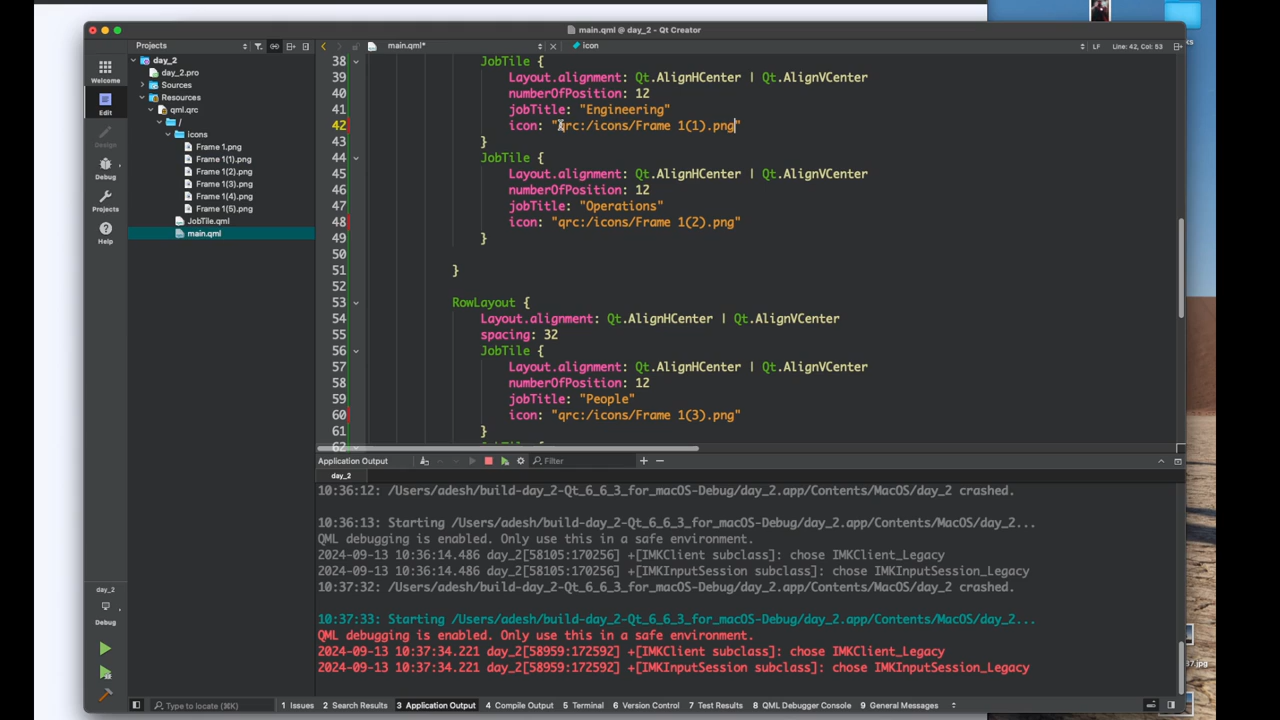 main.qml @ day_2 - Qt Creator
Projects
main.qml*
icon
LF
Line: 42, Col: 53
Welcome
Edit
Design
Debug
Projects
Help
day_2
day_2.pro
Sources
Resources
qml.qrc
/
icons
Frame 1.png
Frame 1(1).png
Frame 1(2).png
Frame 1(3).png
Frame 1(4).png
Frame 1(5).png
JobTile.qml
main.qml
38 JobTile {
39 Layout.alignment: Qt.AlignHCenter | Qt.AlignVCenter
40 numberOfPosition: 12
41 jobTitle: "Engineering"
42 icon: "qrc:/icons/Frame 1(1).png"
43 }
44 JobTile {
45 Layout.alignment: Qt.AlignHCenter | Qt.AlignVCenter
46 numberOfPosition: 12
47 jobTitle: "Operations"
48 icon: "qrc:/icons/Frame 1(2).png"
49 }
50
51 }
52
53 RowLayout {
54 Layout.alignment: Qt.AlignHCenter | Qt.AlignVCenter
55 spacing: 32
56 JobTile {
57 Layout.alignment: Qt.AlignHCenter | Qt.AlignVCenter
58 numberOfPosition: 12
59 jobTitle: "People"
60 icon: "qrc:/icons/Frame 1(3).png"
61 }
62
Application Output
Filter
day_2
10:36:12: /Users/adesh/build-day_2-Qt_6_6_3_for_macOS-Debug/day_2.app/Contents/MacOS/day_2 crashed.
10:36:13: Starting /Users/adesh/build-day_2-Qt_6_6_3_for_macOS-Debug/day_2.app/Contents/MacOS/day_2...
QML debugging is enabled. Only use this in a safe environment.
2024-09-13 10:36:14.486 day_2[58105:170256] +[IMKClient subclass]: chose IMKClient_Legacy
2024-09-13 10:36:14.486 day_2[58105:170256] +[IMKInputSession subclass]: chose IMKInputSession_Legacy
10:37:32: /Users/adesh/build-day_2-Qt_6_6_3_for_macOS-Debug/day_2.app/Contents/MacOS/day_2 crashed.
10:37:33: Starting /Users/adesh/build-day_2-Qt_6_6_3_for_macOS-Debug/day_2.app/Contents/MacOS/day_2...
QML debugging is enabled. Only use this in a safe environment.
2024-09-13 10:37:34.221 day_2[58959:172592] +[IMKClient subclass]: chose IMKClient_Legacy
2024-09-13 10:37:34.221 day_2[58959:172592] +[IMKInputSession subclass]: chose IMKInputSession_Legacy
day_2
Debug
Type to locate (⌘K)
1 Issues
2 Search Results
3 Application Output
4 Compile Output
5 Terminal
6 Version Control
7 Test Results
8 QML Debugger Console
9 General Messages